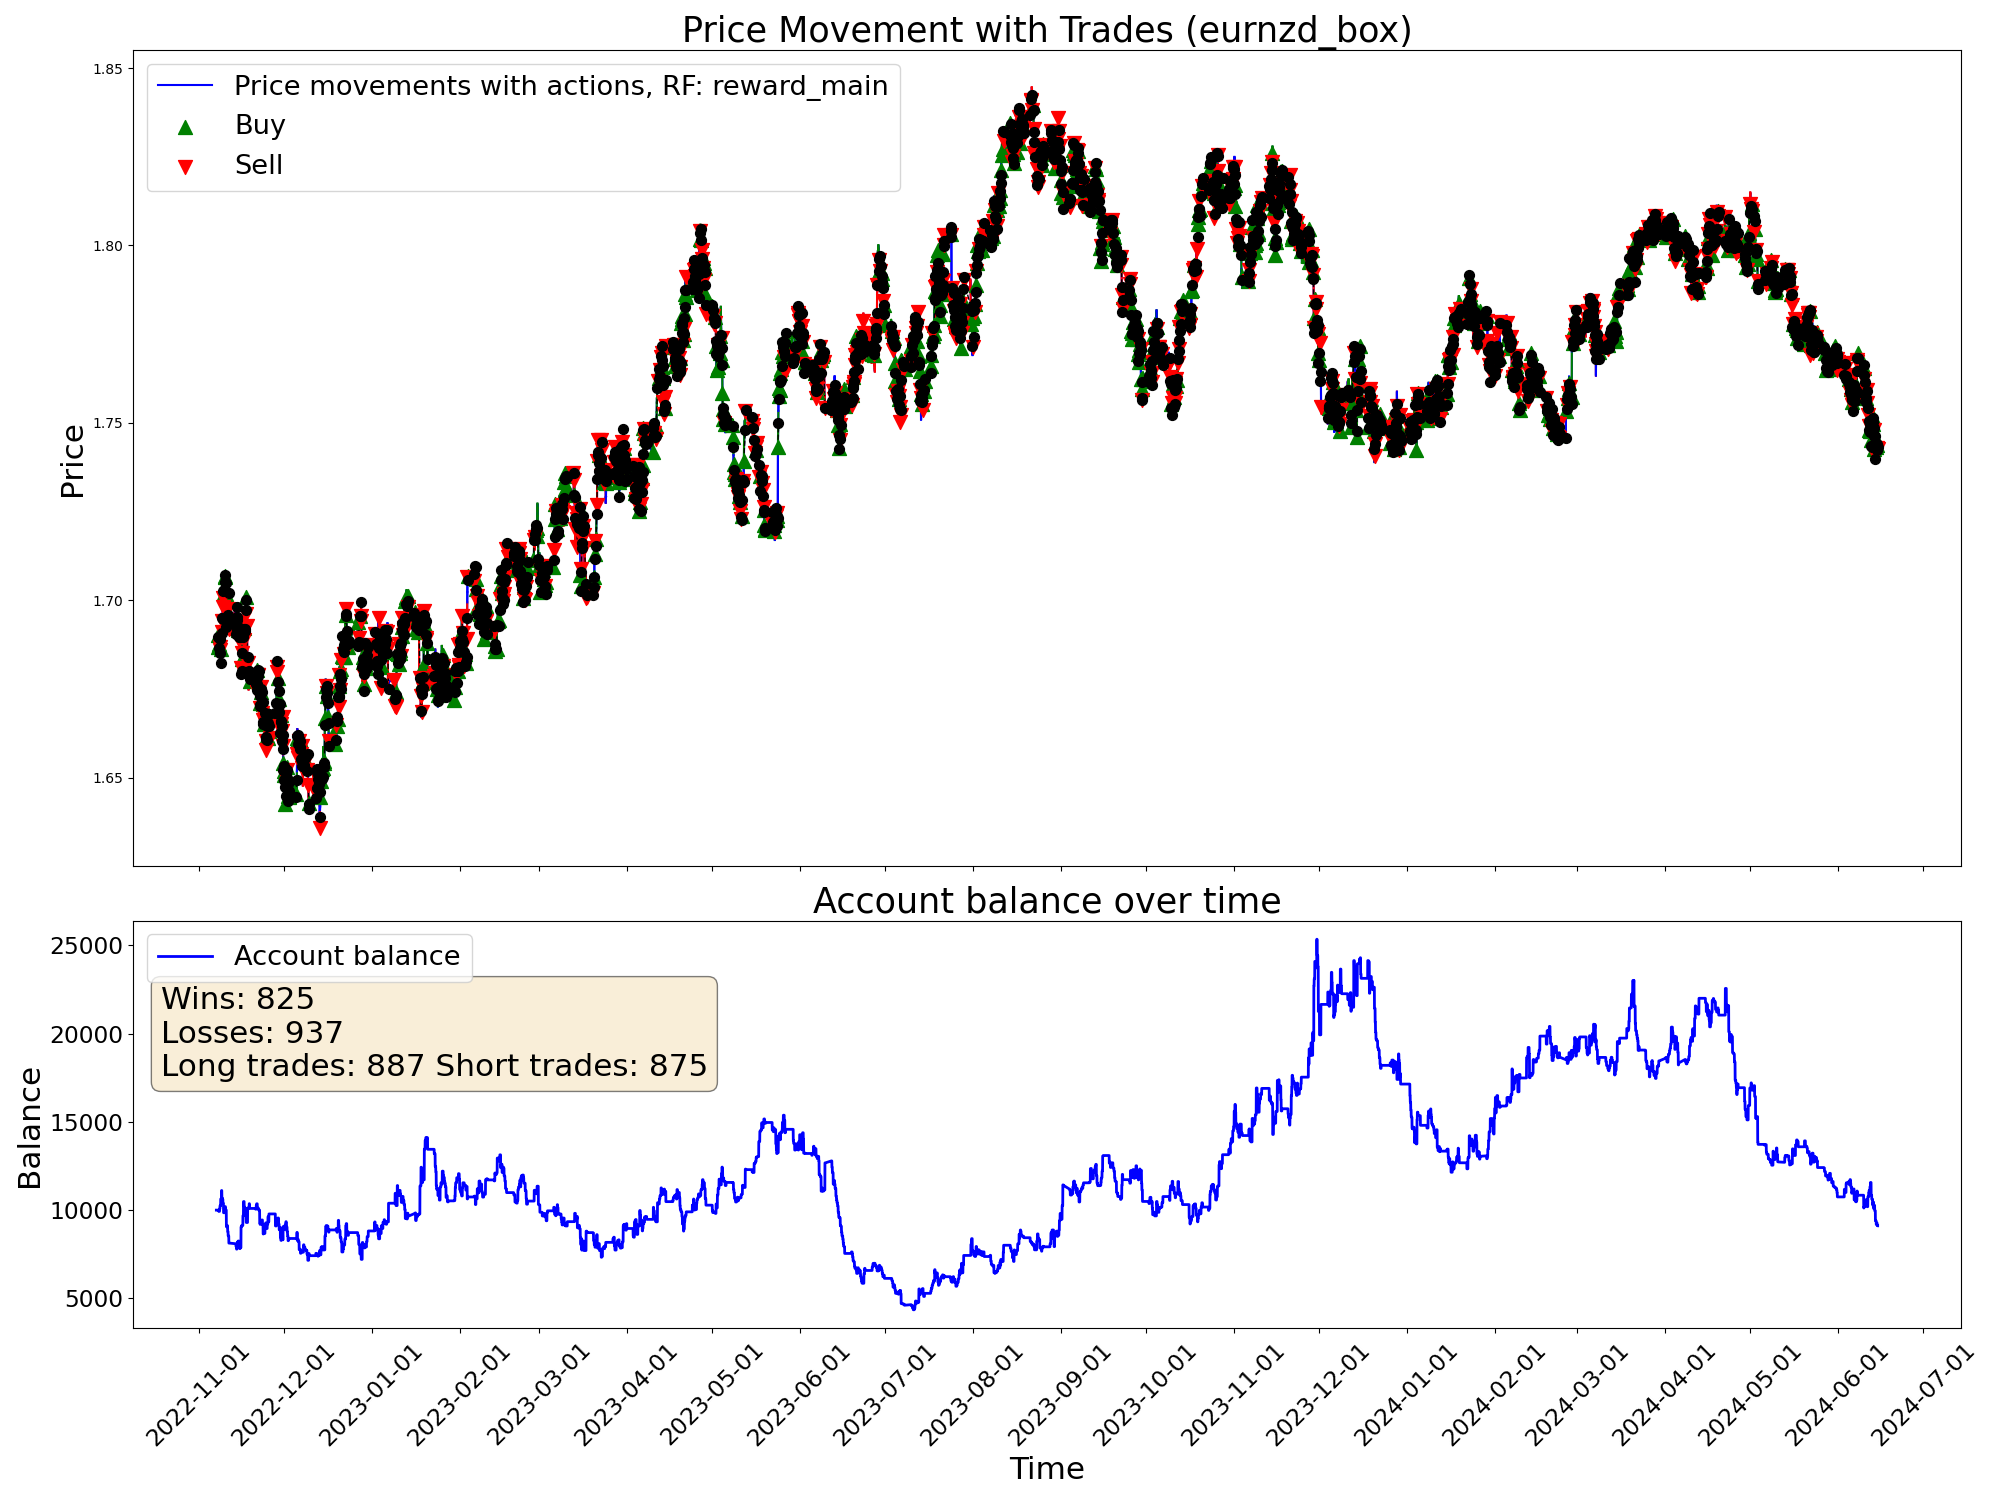 Price Movement with Trades (eurnzd_box)
Price movements with actions, RF: reward_main
Buy
Sell
Price
1.85
1.80
1.75
1.70
1.65
Account balance over time
Account balance
Wins: 825
Losses: 937
Long trades: 887 Short trades: 875
Balance
25000
20000
15000
10000
5000
2022-11-01
2022-12-01
2023-01-01
2023-02-01
2023-03-01
2023-04-01
2023-05-01
2023-06-01
2023-07-01
2023-08-01
2023-09-01
2023-10-01
2023-11-01
2023-12-01
2024-01-01
2024-02-01
2024-03-01
2024-04-01
2024-05-01
2024-06-01
2024-07-01
Time